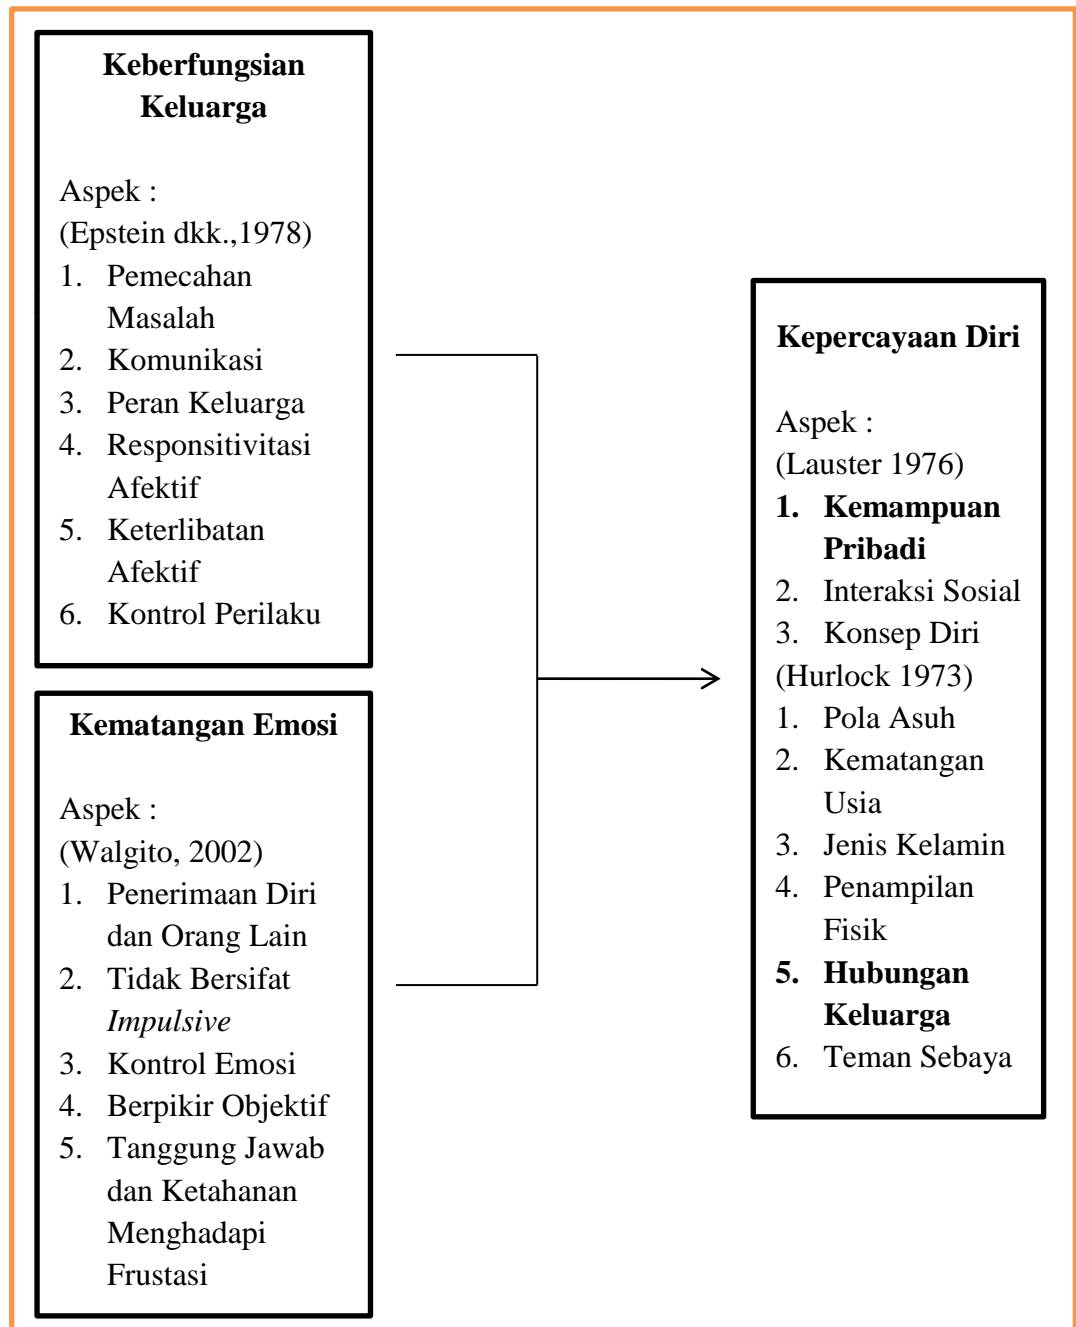 Keberfungsian
Keluarga
Aspek :
(Epstein dkk.,1978)
1. Pemecahan
Masalah
2. Komunikasi
3. Peran Keluarga
4. Responsitivitasi
Afektif
5. Keterlibatan
Afektif
6. Kontrol Perilaku
Kematangan Emosi
Aspek :
(Walgito, 2002)
1. Penerimaan Diri
dan Orang Lain
2. Tidak Bersifat
Impulsive
3. Kontrol Emosi
4. Berpikir Objektif
5. Tanggung Jawab
dan Ketahanan
Menghadapi
Frustasi
Kepercayaan Diri
Aspek :
(Lauster 1976)
1. Kemampuan
Pribadi
2. Interaksi Sosial
3. Konsep Diri
(Hurlock 1973)
1. Pola Asuh
2. Kematangan
Usia
3. Jenis Kelamin
4. Penampilan
Fisik
5. Hubungan
Keluarga
6. Teman Sebaya